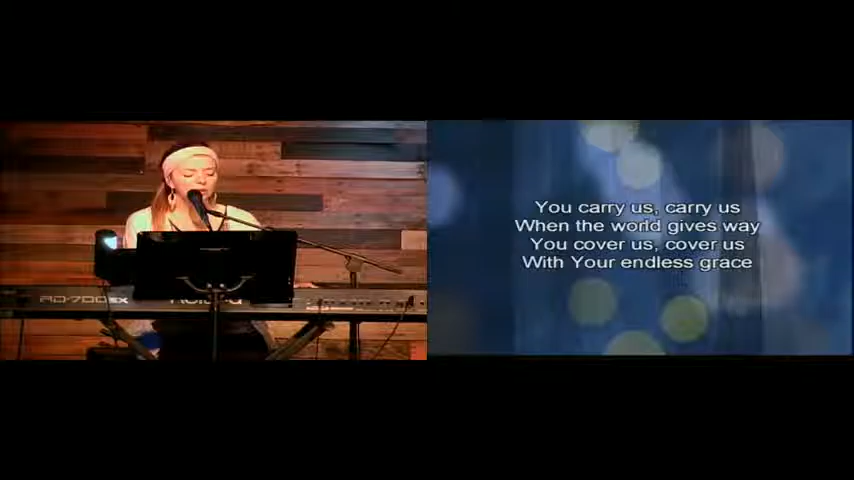 You carry us, carry us
When the world gives way
You cover us, cover us
With Your endless grace
RD-700SX
Roland